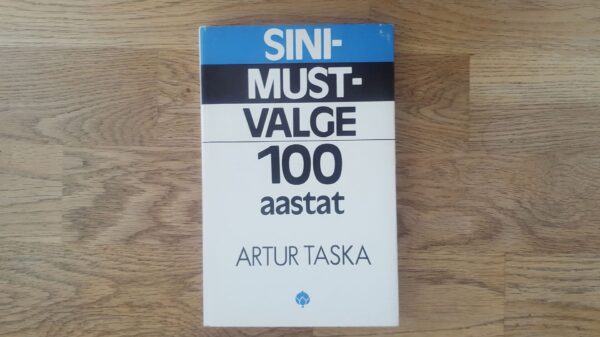 SINI-
MUST-
VALGE
100
aastat
ARTUR TASKA